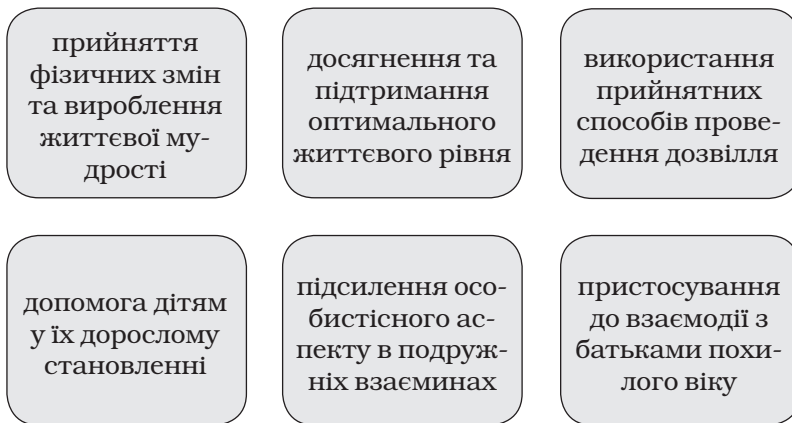 прийняття
фізичних змін
та вироблення
життєвої му-
дрості
досягнення та
підтримання
оптимального
життєвого рівня
використання
прийнятних
способів прове-
дення дозвілля
допомога дітям
у їх дорослому
становленні
підсилення осо-
бистісного ас-
пекту в подруж-
ніх взаєминах
пристосування
до взаємодії з
батьками похи-
лого віку